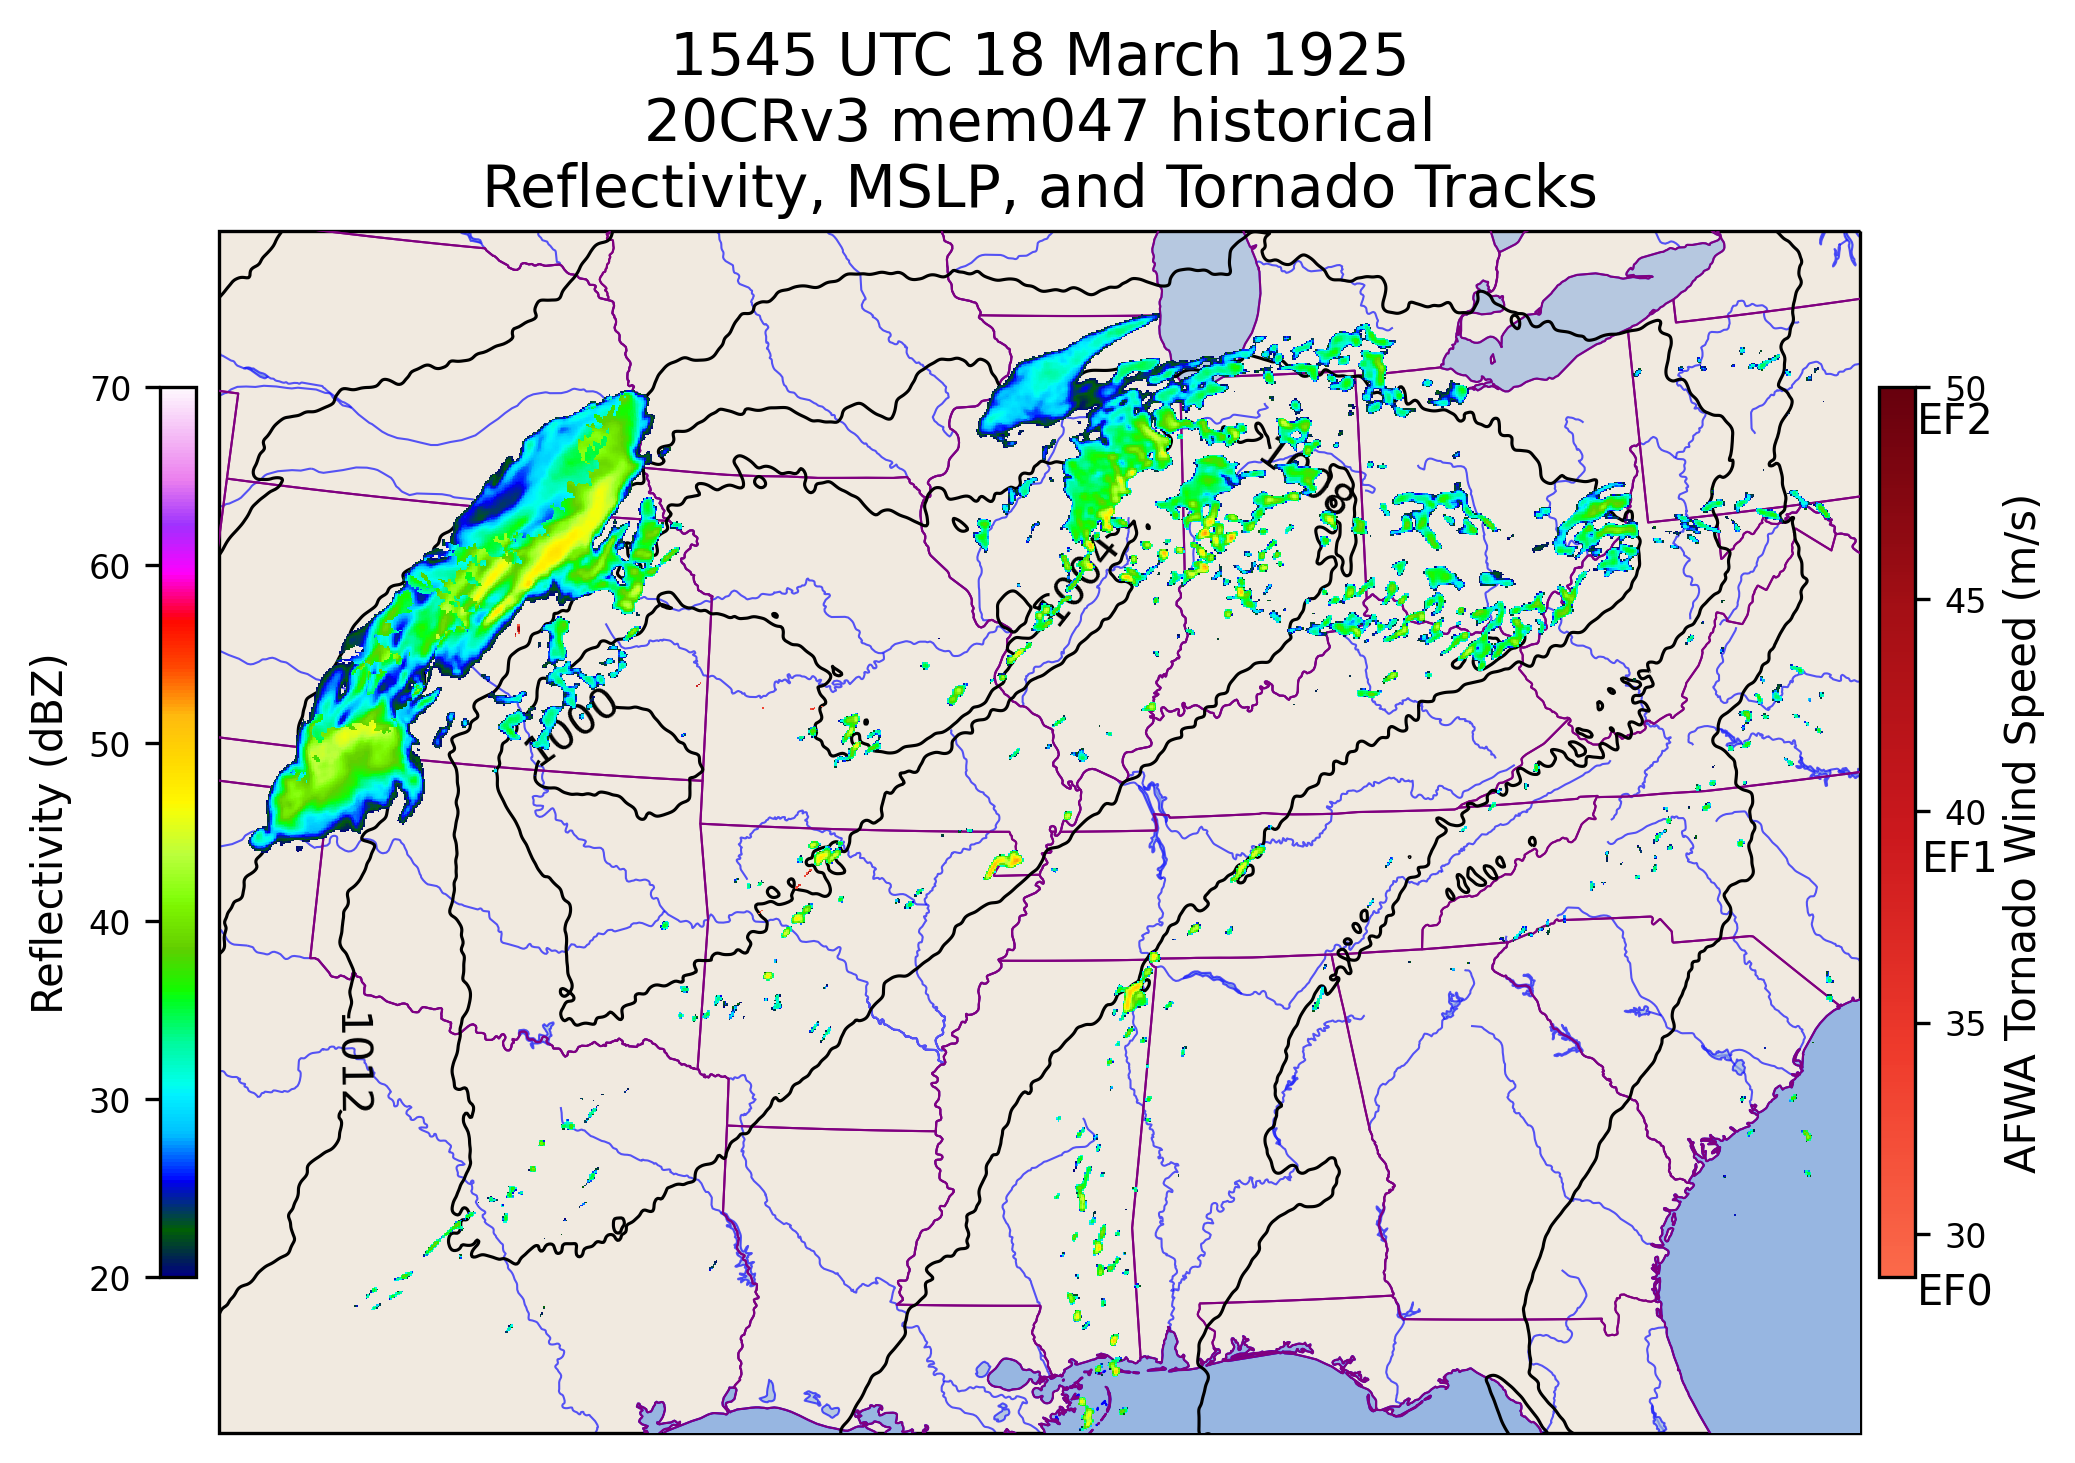 1545 UTC 18 March 1925
20CRv3 mem047 historical
Reflectivity, MSLP, and Tornado Tracks
70
60
50
40
30
20
Reflectivity (dBZ)
1004
1000
1012
50
EF2
45
40
EF1
35
30
EF0
AFWA Tornado Wind Speed (m/s)